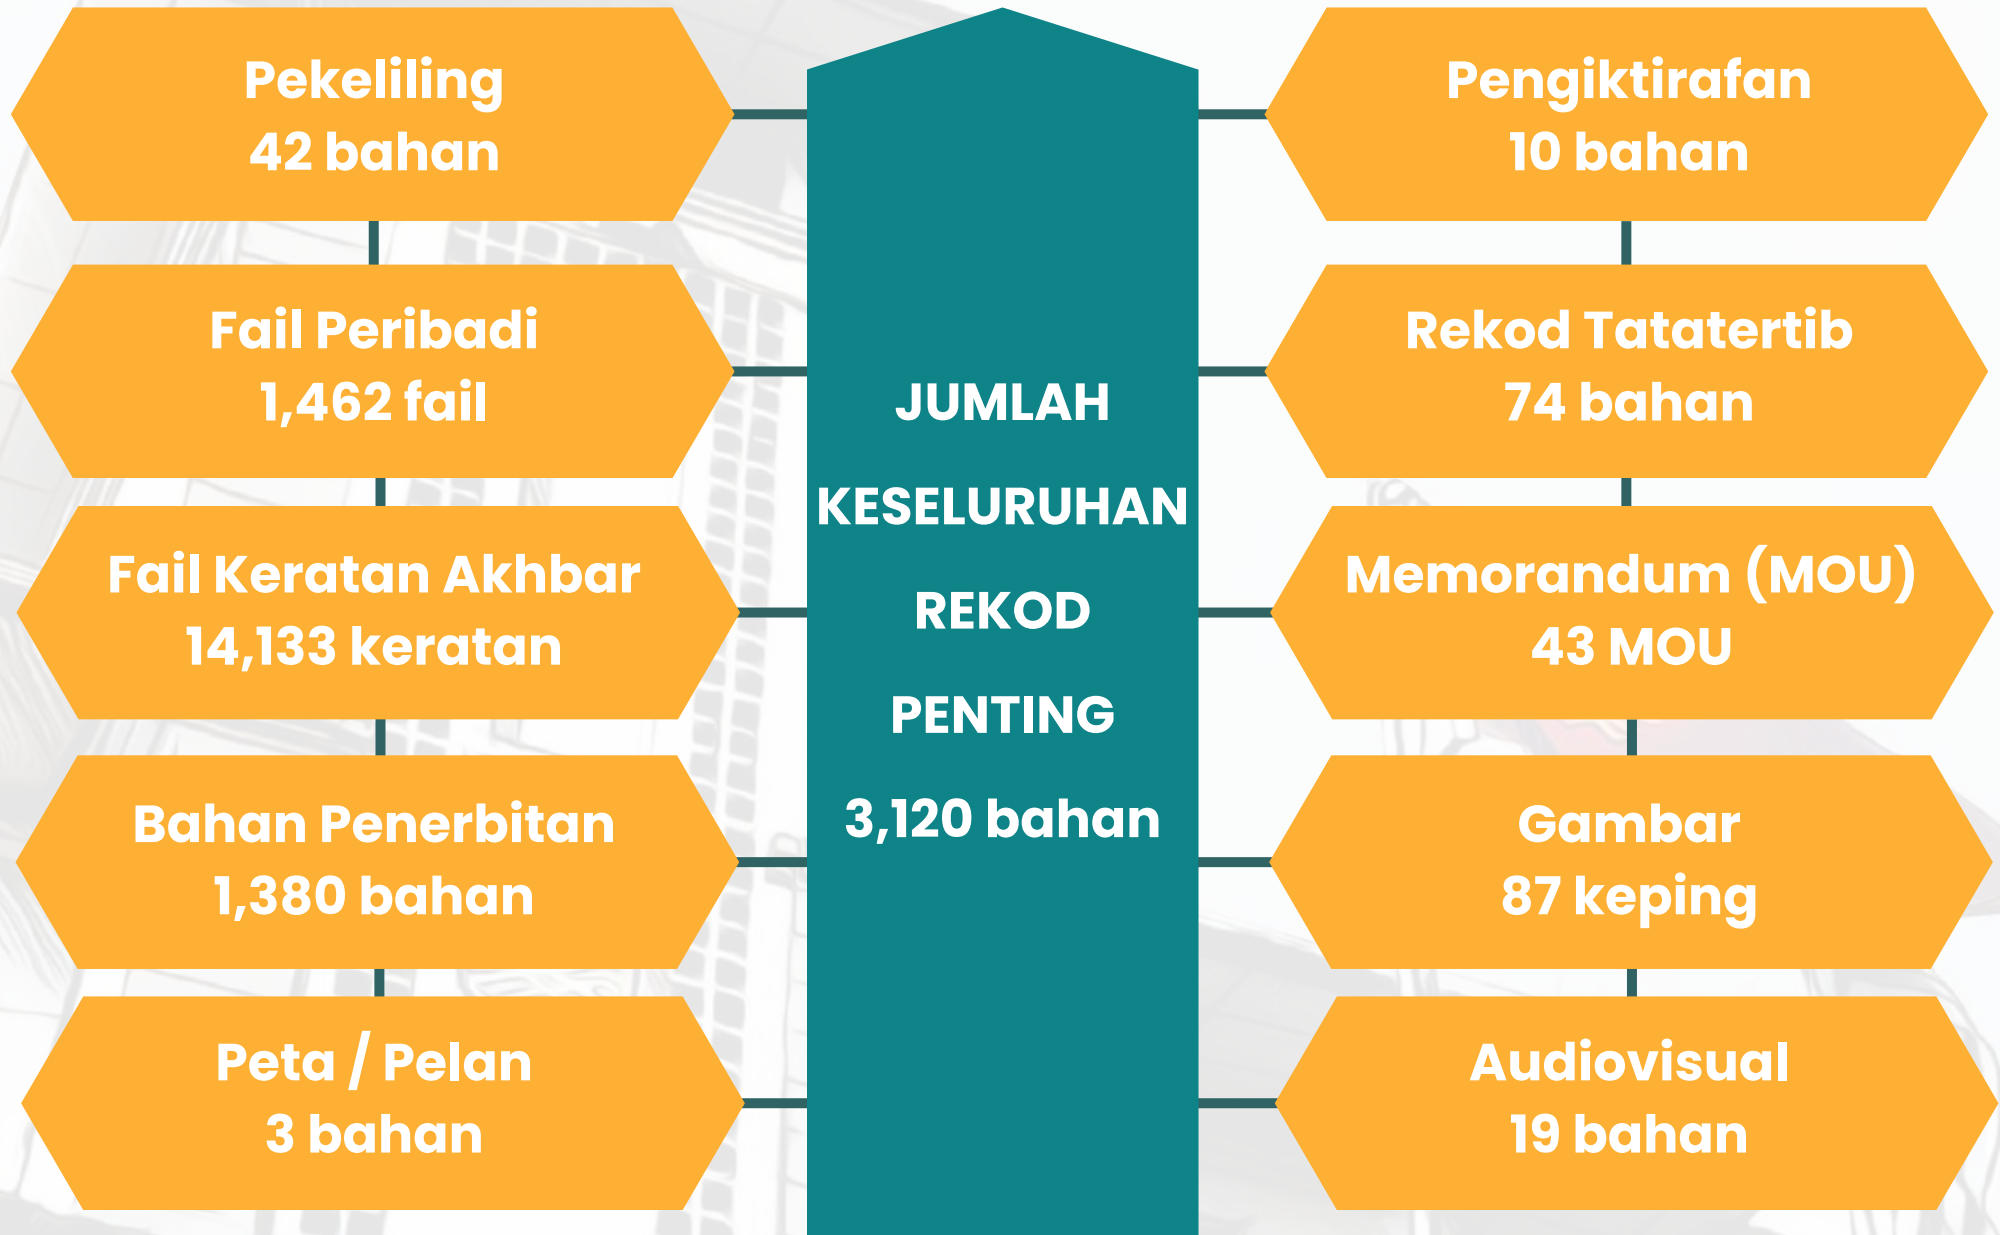 Pekeliling
42 bahan
Fail Peribadi
1,462 fail
Fail Keratan Akhbar
14,133 keratan
Bahan Penerbitan
1,380 bahan
Peta / Pelan
3 bahan
JUMLAH
KESELURUHAN
REKOD
PENTING
3,120 bahan
Pengiktirafan
10 bahan
Rekod Tatatertib
74 bahan
Memorandum (MOU)
43 MOU
Gambar
87 keping
Audiovisual
19 bahan